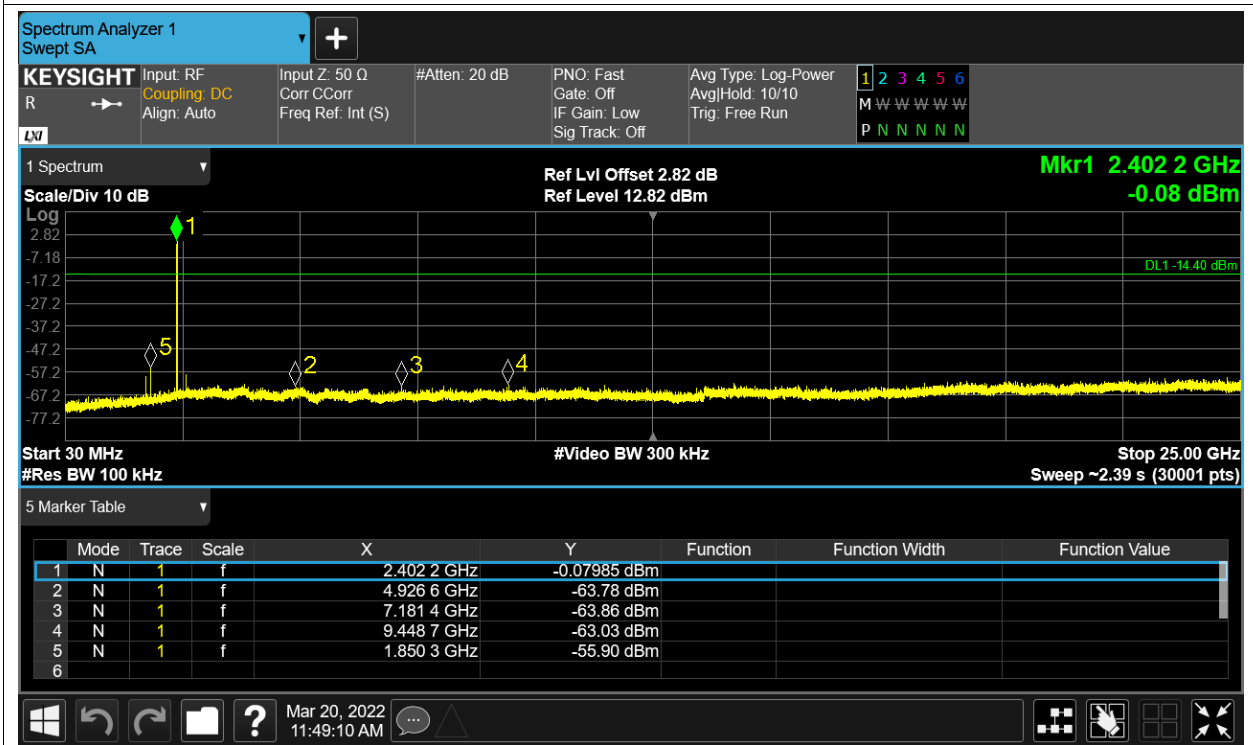 Spectrum Analyzer 1
Swept SA
+
KEYSIGHT Input: RF Input Z: 50 Ω #Atten: 20 dB PNO: Fast Avg Type: Log-Power 1 2 3 4 5 6
R Coupling: DC Corr CCorr Gate: Off Avg|Hold: 10/10 M W W W W W
Align: Auto Freq Ref: Int (S) IF Gain: Low Trig: Free Run
LXI Sig Track: Off P N N N N N
1 Spectrum Ref Lvl Offset 2.82 dB Mkr1 2.402 2 GHz
Scale/Div 10 dB Ref Level 12.82 dBm -0.08 dBm
Log
1
2.82
-7.18
DL1 -14.40 dBm
-17.2
-27.2
-37.2
-47.2 5
2 3 4
-57.2
-67.2
-77.2
Start 30 MHz #Video BW 300 kHz Stop 25.00 GHz
#Res BW 100 kHz Sweep ~2.39 s (30001 pts)
5 Marker Table
Mode Trace Scale X Y Function Function Width Function Value
1 N 1 f 2.402 2 GHz -0.07985 dBm
2 N 1 f 4.926 6 GHz -63.78 dBm
3 N 1 f 7.181 4 GHz -63.86 dBm
4 N 1 f 9.448 7 GHz -63.03 dBm
5 N 1 f 1.850 3 GHz -55.90 dBm
6
? Mar 20, 2022
11:49:10 AM